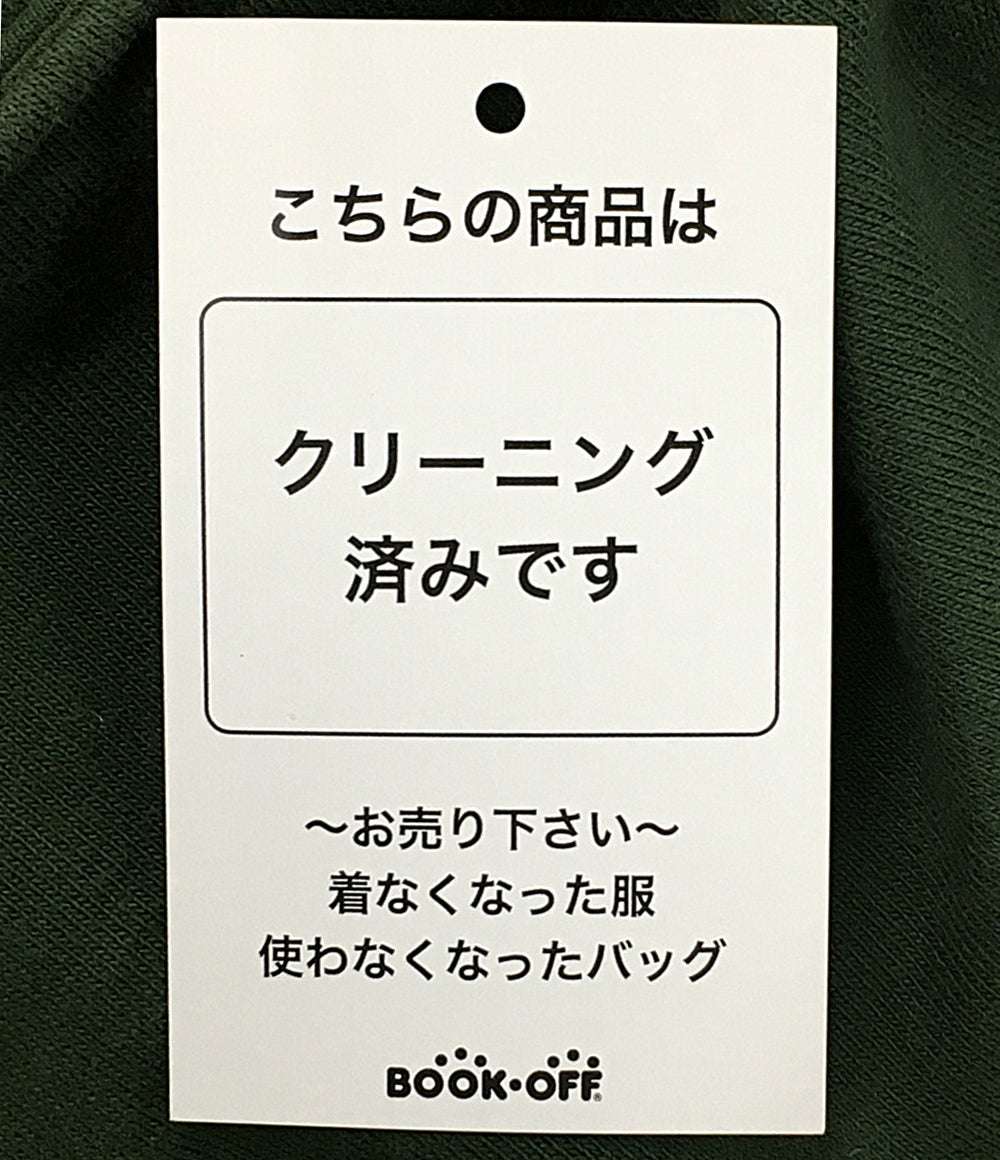 こちらの商品は
クリーニング
済みです
～お売り下さい～
着なくなった服
使わなくなったバッグ
BOOK・OFF®